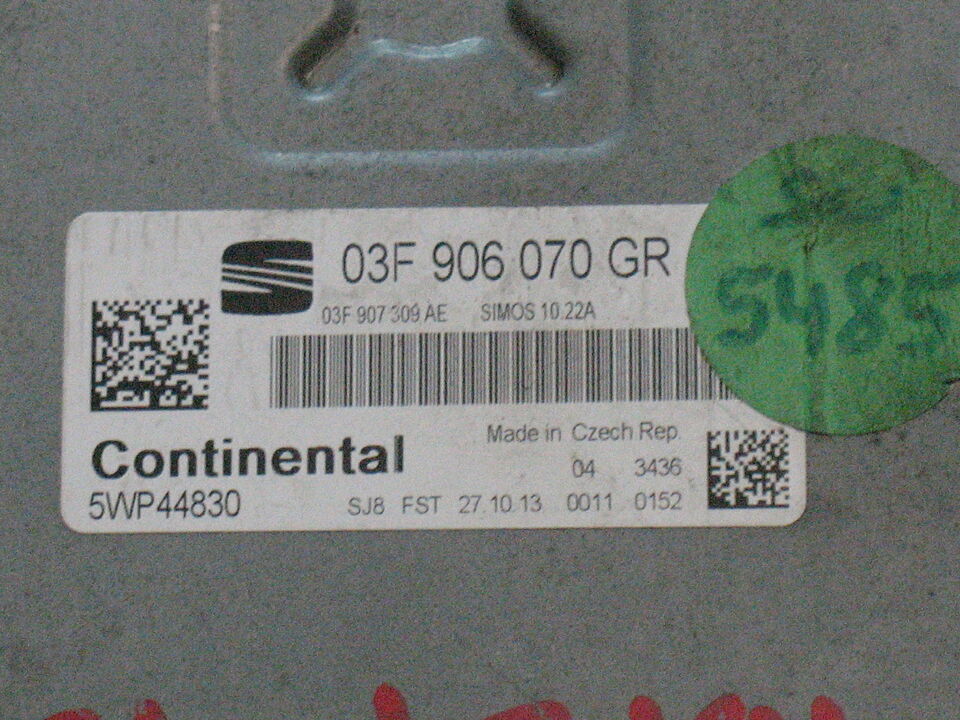 03F 906 070 GR
03F 907 309 AE SIMOS 10.22A
5485
Continental
Made in Czech Rep.
04 3436
5WP44830
SJ8 FST 27.10.13 0011 0152